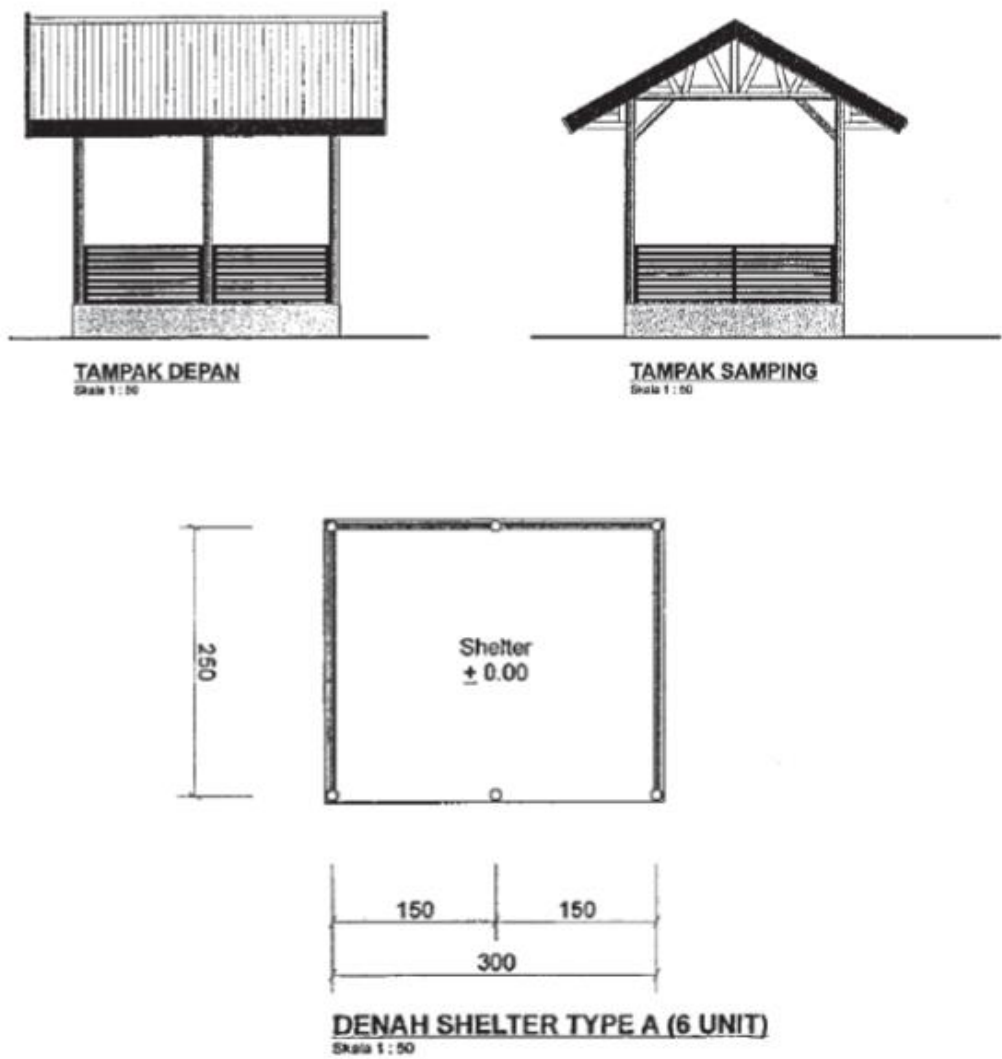 TAMPAK DEPAN
Skala 1 : 50
TAMPAK SAMPING
Skala 1 : 50
250
Shelter
± 0.00
150 150
300
DENAH SHELTER TYPE A (6 UNIT)
Skala 1 : 50